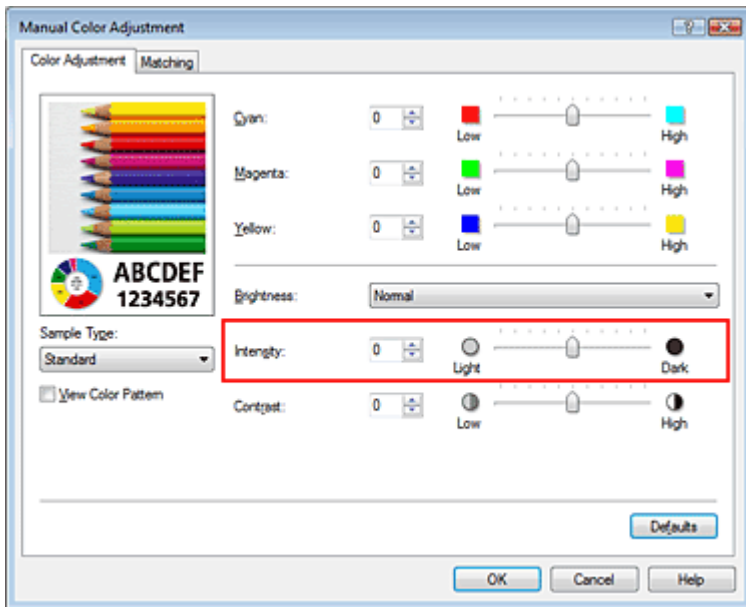 Manual Color Adjustment
Color Adjustment Matching
Cyan: 0 Low High
Magenta: 0 Low High
Yellow: 0 Low High
ABCDEF
1234567
Brightness: Normal
Sample Type:
Standard
Intensity: 0 Light Dark
View Color Pattern
Contrast: 0 Low High
Defaults
OK Cancel Help